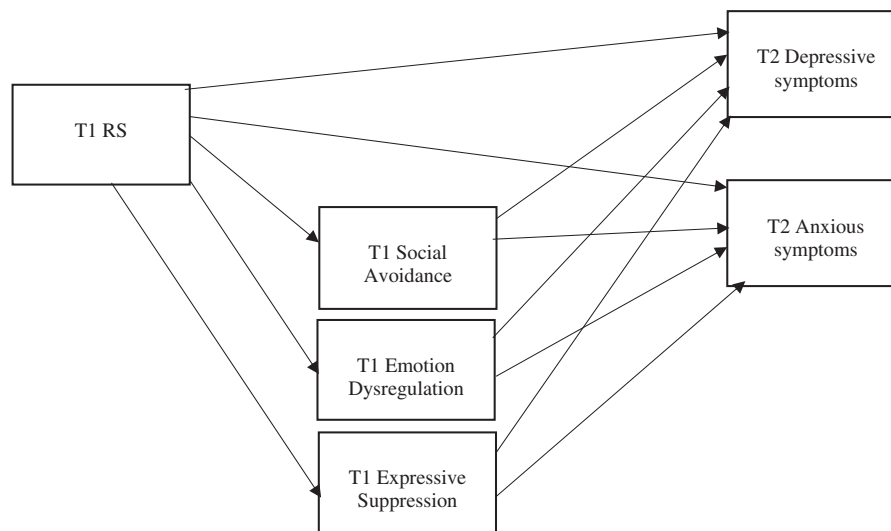 T2 Depressive
symptoms
T1 RS
T2 Anxious
symptoms
T1 Social
Avoidance
T1 Emotion
Dysregulation
T1 Expressive
Suppression